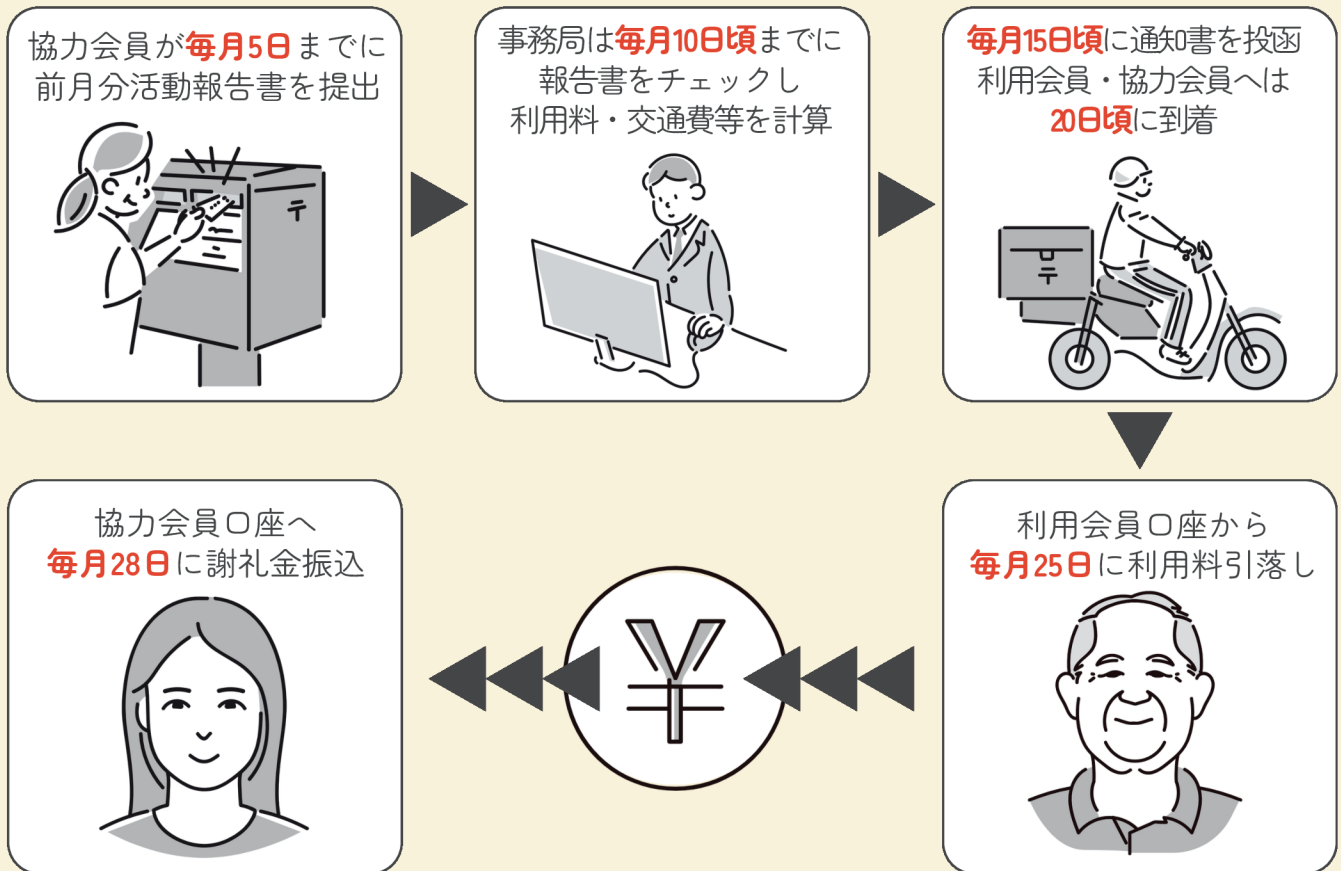 協力会員が毎月5日までに
前月分活動報告書を提出
〒
事務局は毎月10日頃までに
報告書をチェックし
利用料・交通費等を計算
毎月15日頃に通知書を投函
利用会員・協力会員へは
20日頃に到着
〒
利用会員口座から
毎月25日に利用料引落し
¥
協力会員口座へ
毎月28日に謝礼金振込